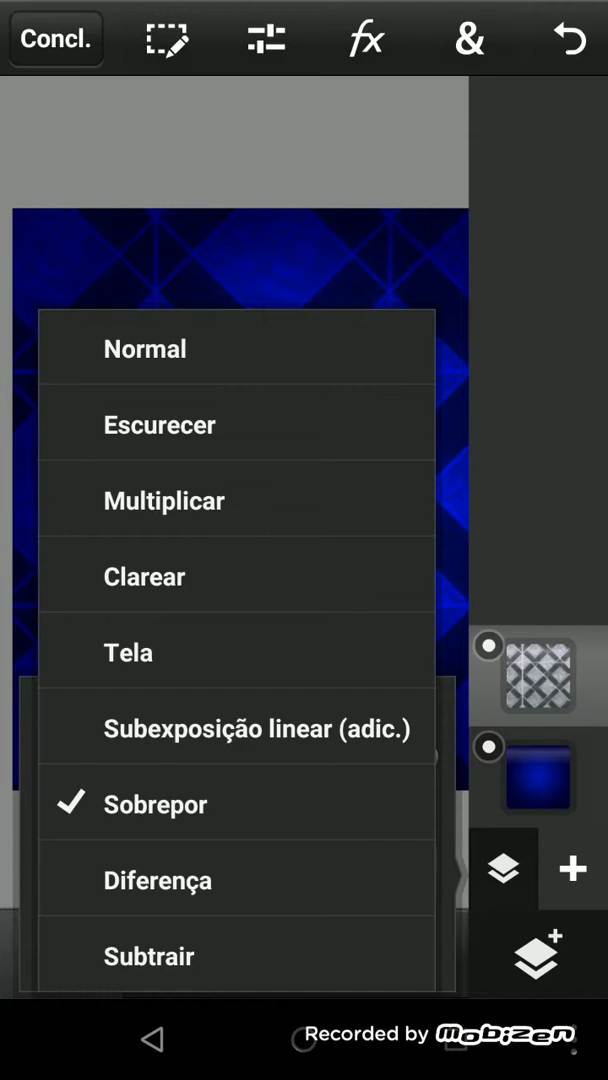 Concl.
fx
&
Normal
Escurecer
Multiplicar
Clarear
Tela
Subexposição linear (adic.)
Sobrepor
Diferença
Subtrair
Recorded by Mobizen